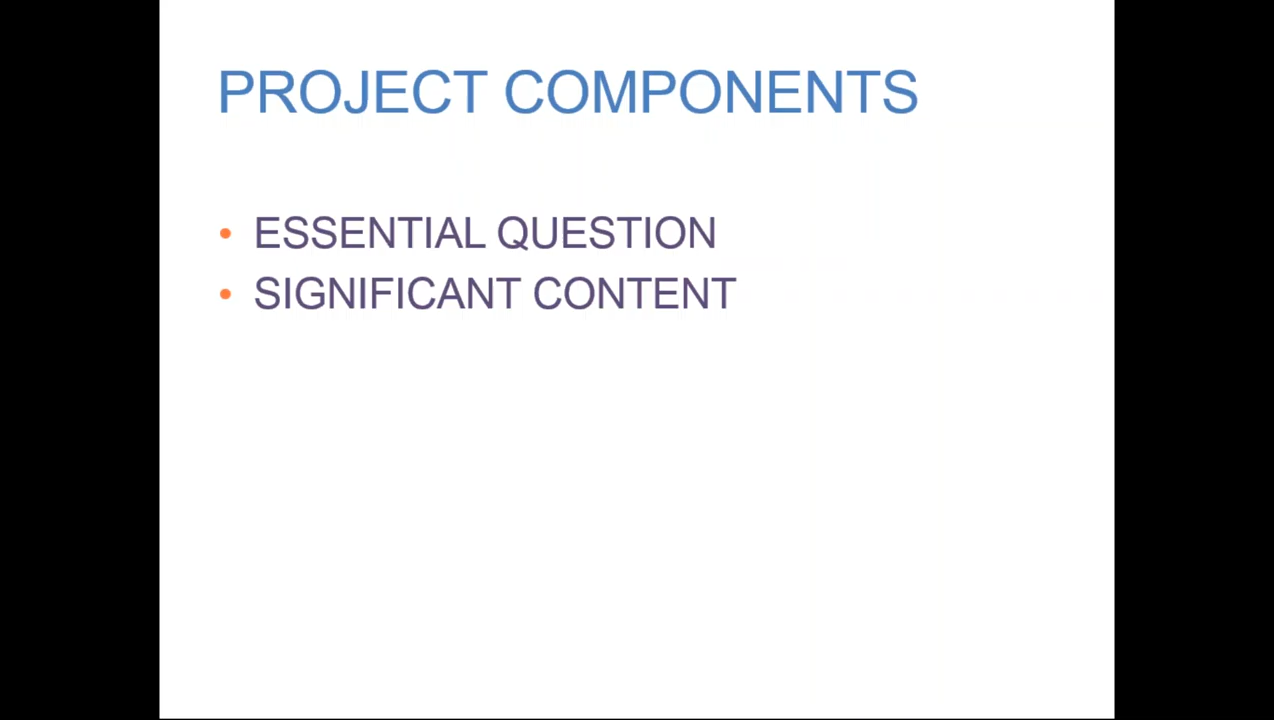 PROJECT COMPONENTS
• ESSENTIAL QUESTION
• SIGNIFICANT CONTENT